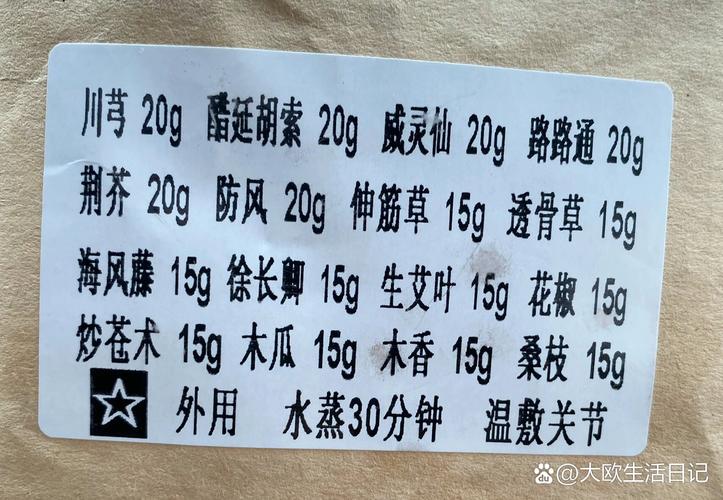 川芎 20g 醋延胡索 20g 威灵仙 20g 路路通 20g
荆芥 20g 防风 20g 伸筋草 15g 透骨草 15g
海风藤 15g 徐长卿 15g 生艾叶 15g 花椒 15g
炒苍术 15g 木瓜 15g 木香 15g 桑枝 15g
外用 水蒸30分钟 温敷关节
du @大欧生活日记